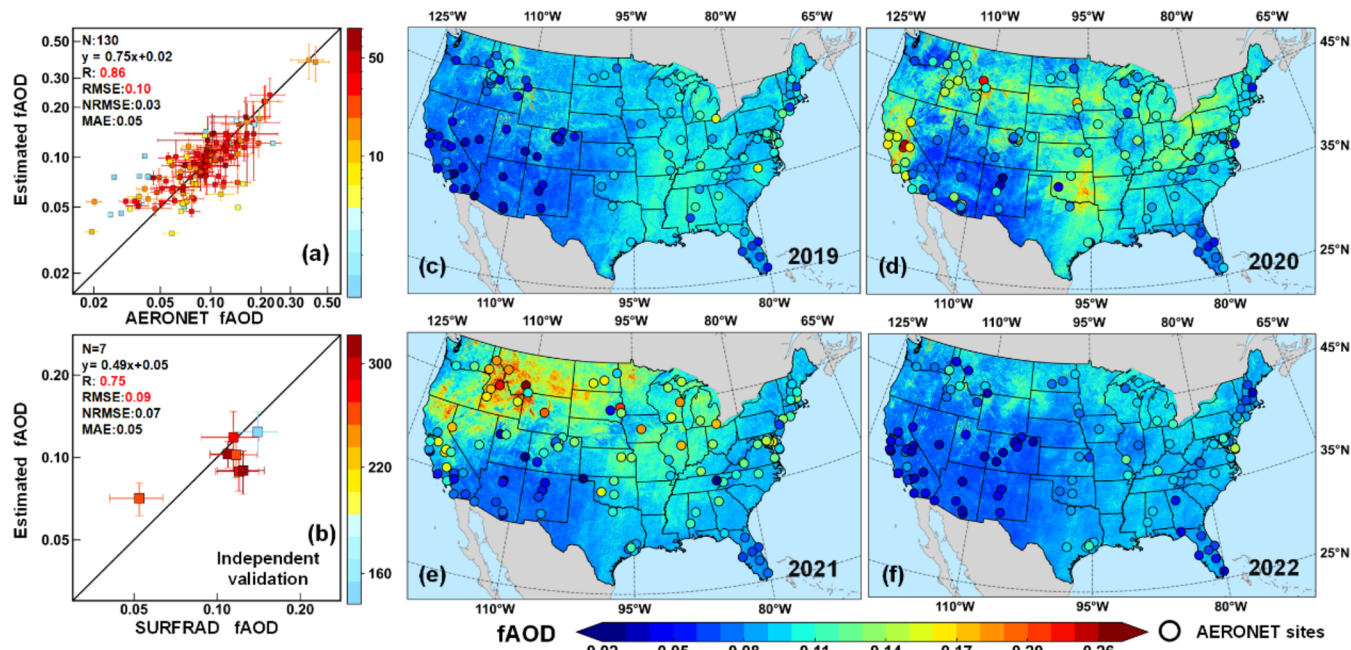 125°W 110°W 95°W 80°W 65°W 125°W 110°W 95°W 80°W 65°W
0.50
0.30
0.20
0.10
0.05
0.02
Estimated fAOD
N:130
y = 0.75x+0.02
R: 0.86
RMSE:0.10
NRMSE:0.03
MAE:0.05
(a)
50
10
0.02 0.05 0.10 0.20 0.30 0.50
AERONET fAOD
(c)
2019
(d)
2020
45°N
35°N
25°N
110°W 95°W 80°W 110°W 95°W 80°W
125°W 110°W 95°W 80°W 65°W 125°W 110°W 95°W 80°W 65°W
0.20
0.10
0.05
Estimated fAOD
N=7
y= 0.49x+0.05
R: 0.75
RMSE:0.09
NRMSE:0.07
MAE:0.05
(b)
Independent
validation
300
220
160
0.05 0.10 0.20
SURFRAD fAOD
(e)
2021
(f)
2022
45°N
35°N
25°N
110°W 95°W 80°W 110°W 95°W 80°W
fAOD
AERONET sites